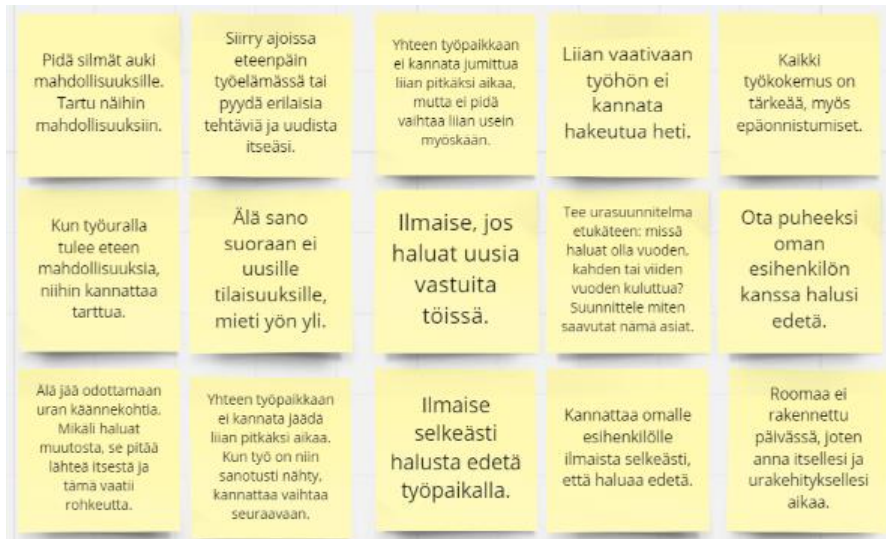 Pidä silmät auki
mahdollisuuksille.
Tartu näihin
mahdollisuuksiin.
Siirry ajoissa
eteenpäin
työelämässä tai
pyydä erilaisia
tehtäviä ja uudista
itseäsi.
Yhteen työpaikkaan
ei kannata jumittua
liian pitkäksi aikaa,
mutta ei pidä
vaihtaa liian usein
myöskään.
Liian vaativaan
työhön ei
kannata
hakeutua heti.
Kaikki
työkokemus on
tärkeää, myös
epäonnistumiset.
Kun työuralla
tulee eteen
mahdollisuuksia,
niihin kannattaa
tarttua.
Älä sano
suoraan ei
uusille
tilaisuuksille,
mieti yön yli.
Ilmaise, jos
haluat uusia
vastuita
töissä.
Tee urasuunnitelma
etukäteen: missä
haluat olla vuoden,
kahden tai viiden
vuoden kuluttua?
Suunnittele miten
saavutat nämä asiat.
Ota puheeksi
oman
esihenkilön
kanssa halusi
edetä.
Älä jää odottamaan
uran käännekohtia.
Mikäli haluat
muutosta, se pitää
lähteä itsestä ja
tämä vaatii
rohkeutta.
Yhteen työpaikkaan
ei kannata jäädä
liian pitkäksi aikaa.
Kun työ on niin
sanotusti nähty,
kannattaa vaihtaa
seuraavaan.
Ilmaise
selkeästi
halusta edetä
työpaikalla.
Kannattaa omalle
esihenkilölle
ilmaista selkeästi,
että haluaa edetä.
Roomaa ei
rakennettu
päivässä, joten
anna itsellesi ja
urakehityksellesi
aikaa.